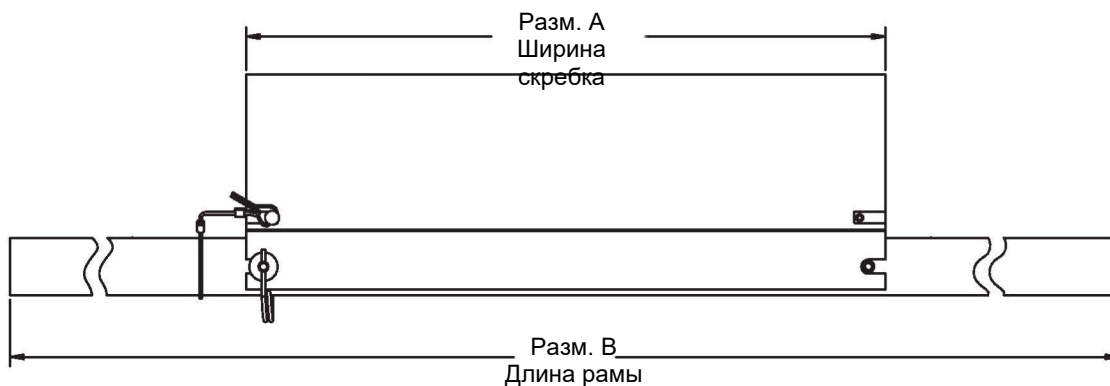 Разм. А
Ширина
скребка
Разм. В
Длина рамы